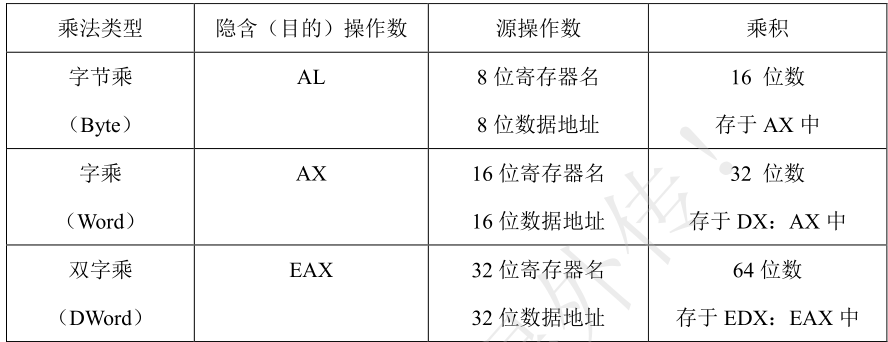 乘法类型 隐含（目的）操作数 源操作数 乘积
字节乘 AL 8 位寄存器名 16 位数
（Byte） 8 位数据地址 存于 AX 中
字乘 AX 16 位寄存器名 32 位数
（Word） 16 位数据地址 存于 DX：AX 中
双字乘 EAX 32 位寄存器名 64 位数
（DWord） 32 位数据地址 存于 EDX：EAX 中
外传！